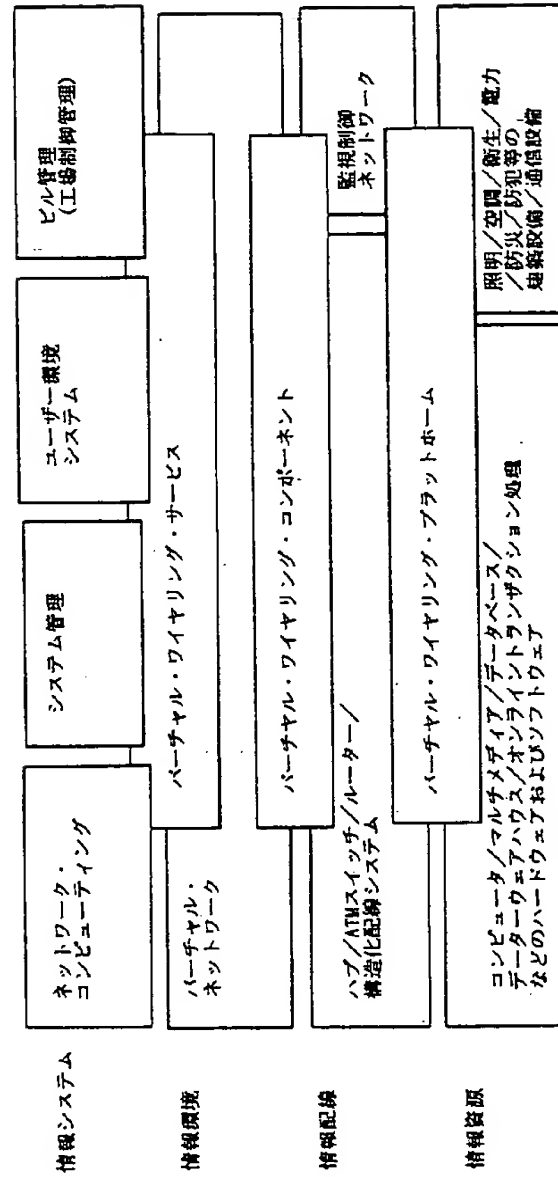 情報システム
ネットワーク・
コンピューティング
システム管理
ユーザー環境
システム
ビル管理
(工場制御管理)
情報環境
バーチャル・
ネットワーク
バーチャル・ワイヤリング・サービス
情報配線
ハブ/ATMスイッチ/ルーター/
構造化配線システム
バーチャル・ワイヤリング・コンポーネント
監視制御
ネットワーク
情報資源
コンピュータ/マルチメディア/データベース/
データーウェアハウス/オンライントランザクション処理
などのハードウェアおよびソフトウェア
バーチャル・ワイヤリング・プラットホーム
照明/空調/衛生/電力
/防災/防犯等の
建築設備/通信設備